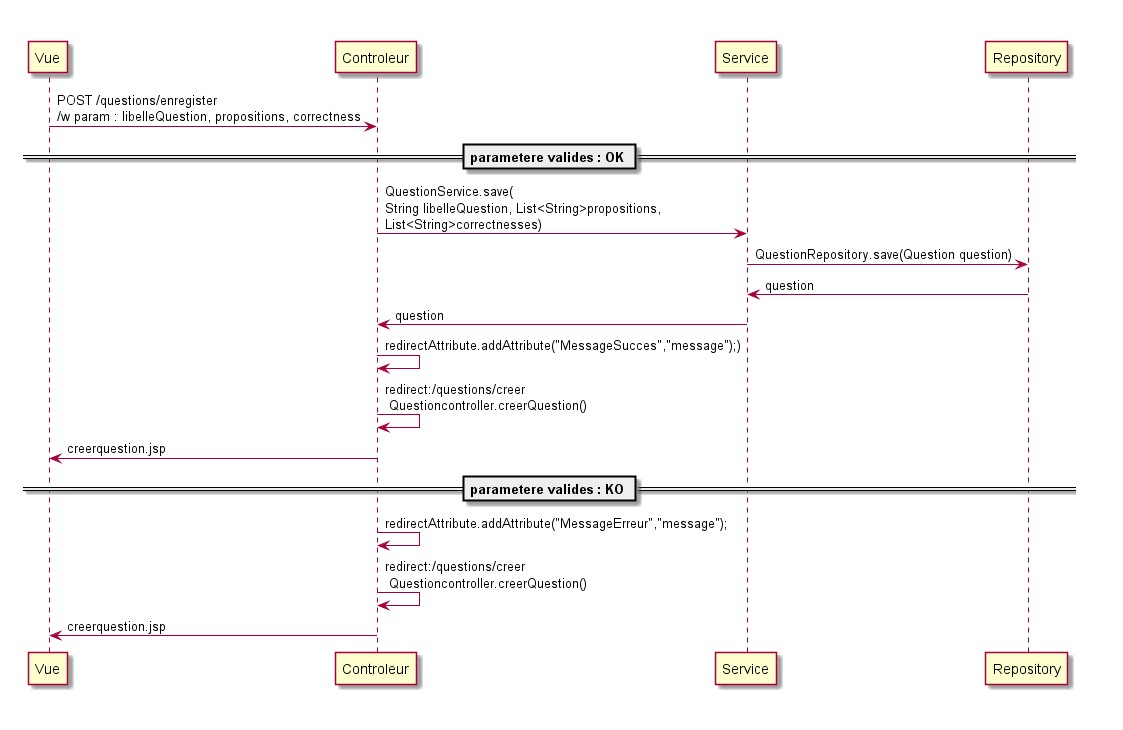 Vue
Controleur
Service
Repository
POST /questions/enregister
/w param : libelleQuestion, propositions, correctness
parametere valides : OK
QuestionService.save(
String libelleQuestion, List<String>propositions,
List<String>correctnesses)
QuestionRepository.save(Question question)
question
question
redirectAttribute.addAttribute("MessageSucces","message");)
redirect:/questions/creer
Questioncontroller.creerQuestion()
creerquestion.jsp
parametere valides : KO
redirectAttribute.addAttribute("MessageErreur","message");
redirect:/questions/creer
Questioncontroller.creerQuestion()
creerquestion.jsp
Vue
Controleur
Service
Repository